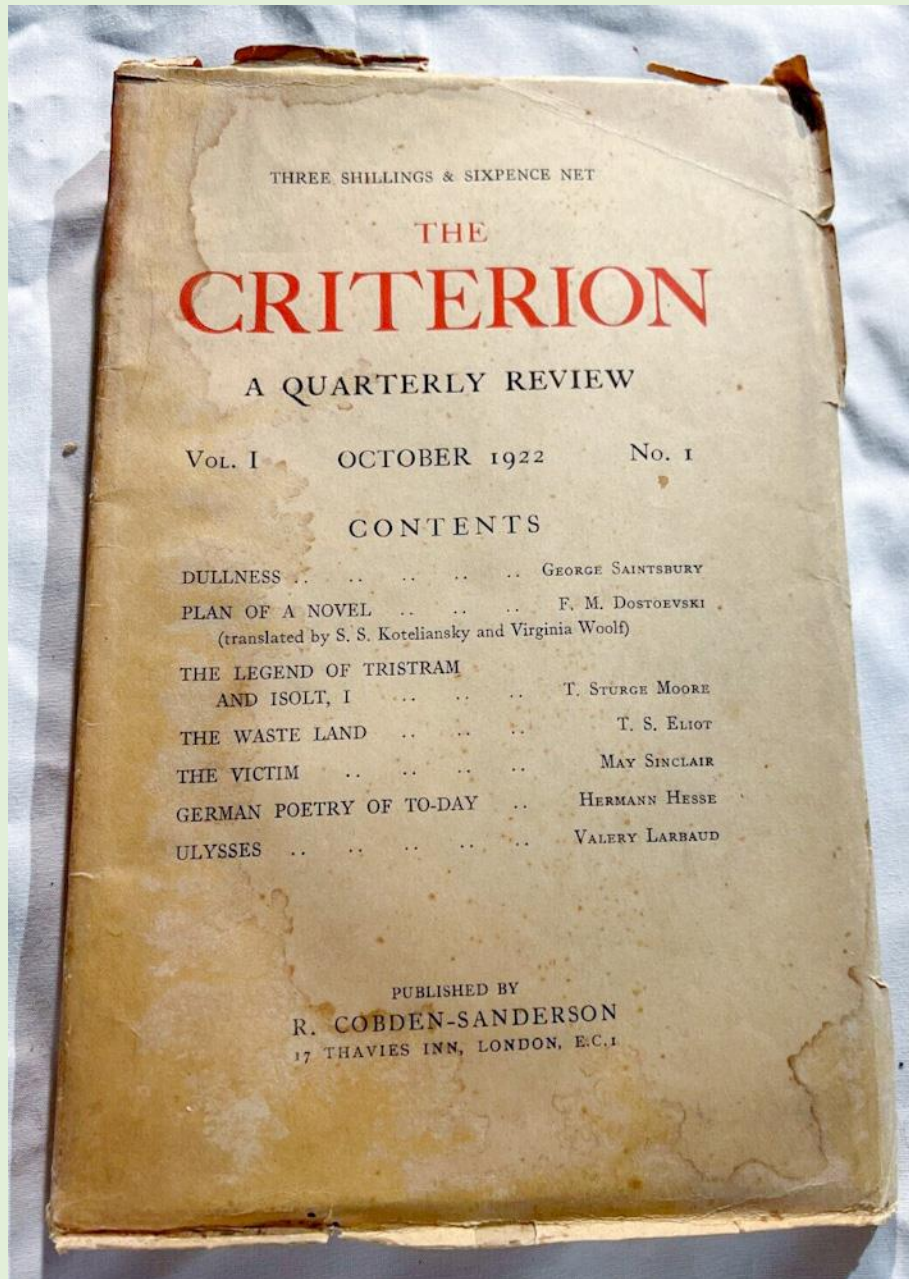 THREE SHILLINGS & SIXPENCE NET
THE
CRITERION
A QUARTERLY REVIEW
VOL. I OCTOBER 1922 NO. 1
CONTENTS
DULLNESS .. .. .. .. .. GEORGE SAINTSBURY
PLAN OF A NOVEL .. .. .. F. M. DOSTOEVSKI
(translated by S. S. Koteliansky and Virginia Woolf)
THE LEGEND OF TRISTRAM
AND ISOLT, I .. .. .. T. STURGE MOORE
THE WASTE LAND .. .. .. T. S. ELIOT
THE VICTIM .. .. .. .. MAY SINCLAIR
GERMAN POETRY OF TO-DAY .. HERMANN HESSE
ULYSSES .. .. .. .. .. VALERY LARBAUD
PUBLISHED BY
R. COBDEN-SANDERSON
17 THAVIES INN, LONDON, E.C.1